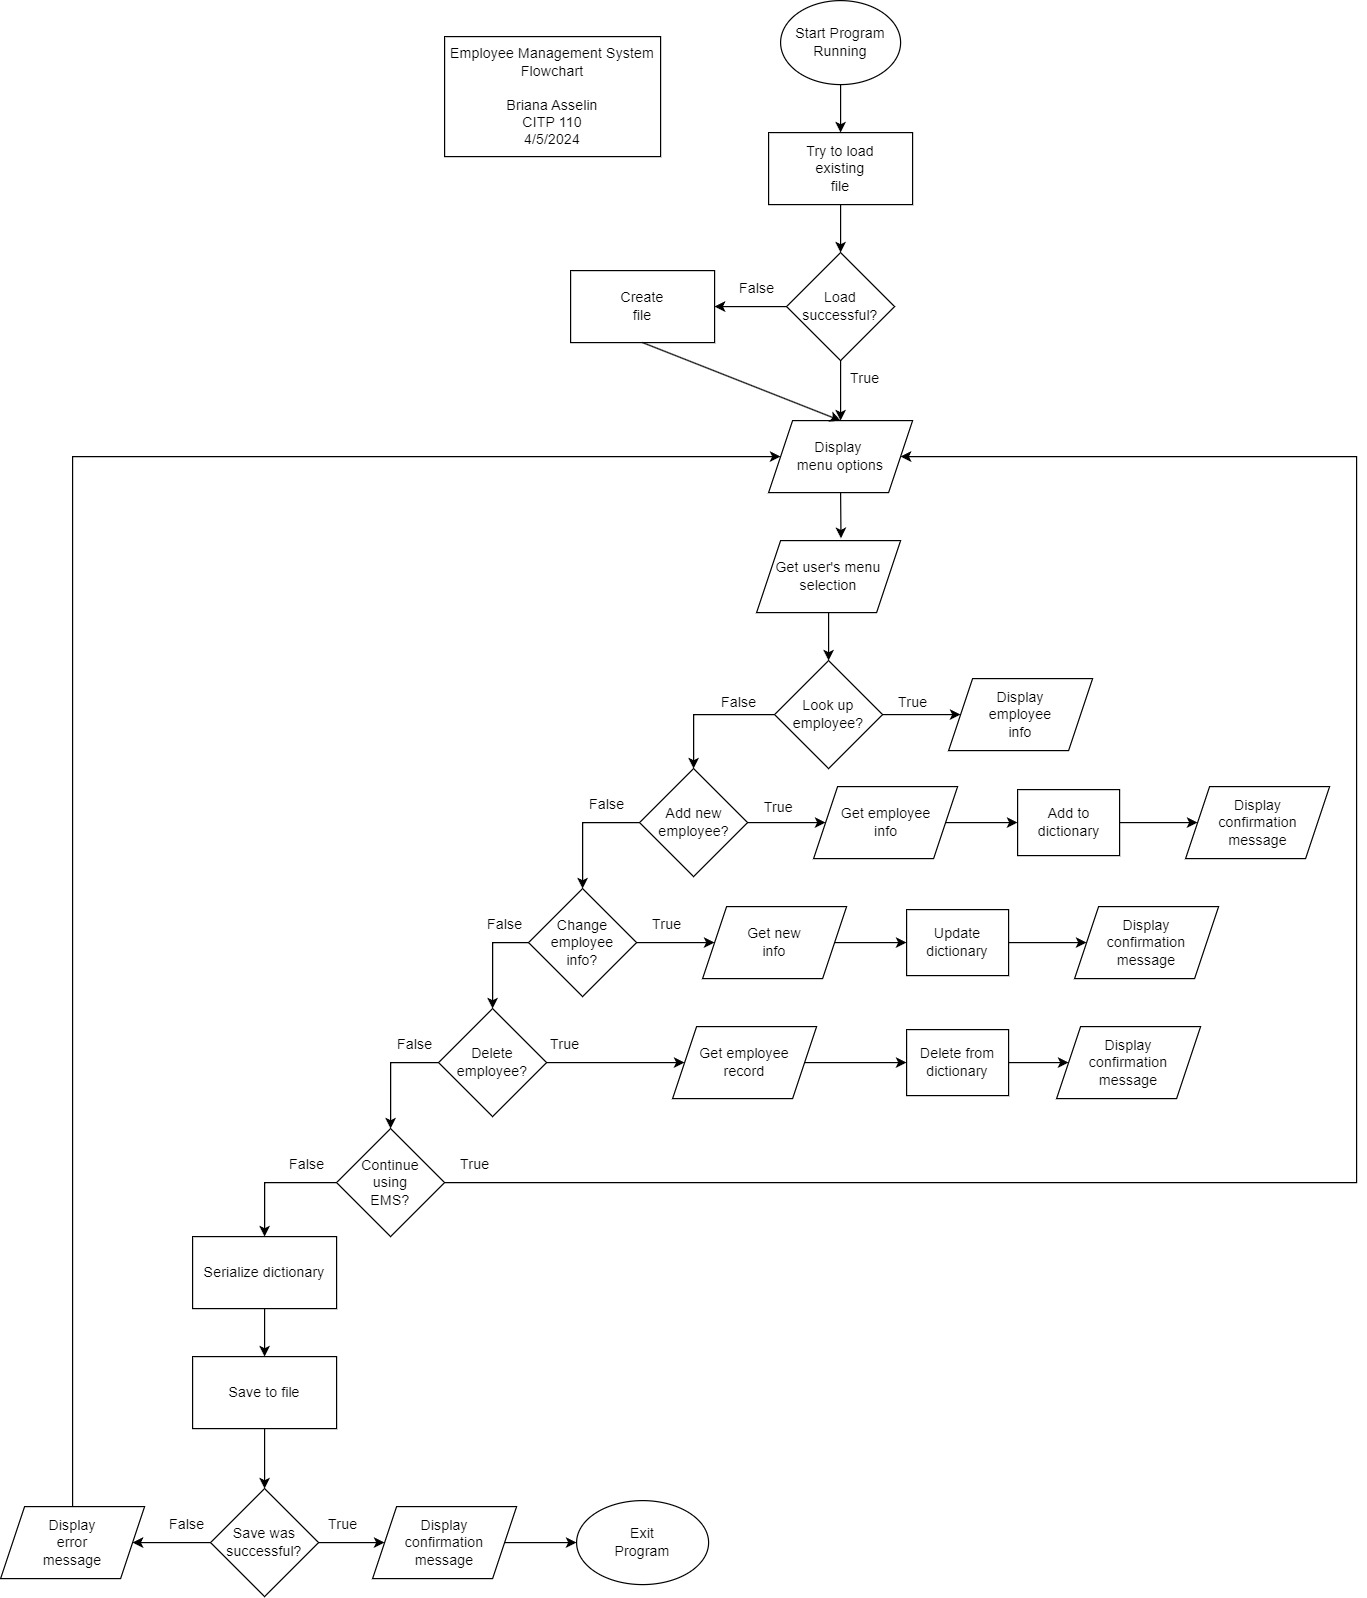 Start Program
Running
Employee Management System
Flowchart
Briana Asselin
CITP 110
4/5/2024
Try to load
existing
file
Create
file
False
Load
successful?
True
Display
menu options
Get user's menu
selection
False
Look up
employee?
True
Display
employee
info
False
Add new
employee?
True
Get employee
info
Add to
dictionary
Display
confirmation
message
False
Change
employee
info?
True
Get new
info
Update
dictionary
Display
confirmation
message
False
Delete
employee?
True
Get employee
record
Delete from
dictionary
Display
confirmation
message
False
Continue
using
EMS?
True
Serialize dictionary
Save to file
Display
error
message
False
Save was
successful?
True
Display
confirmation
message
Exit
Program